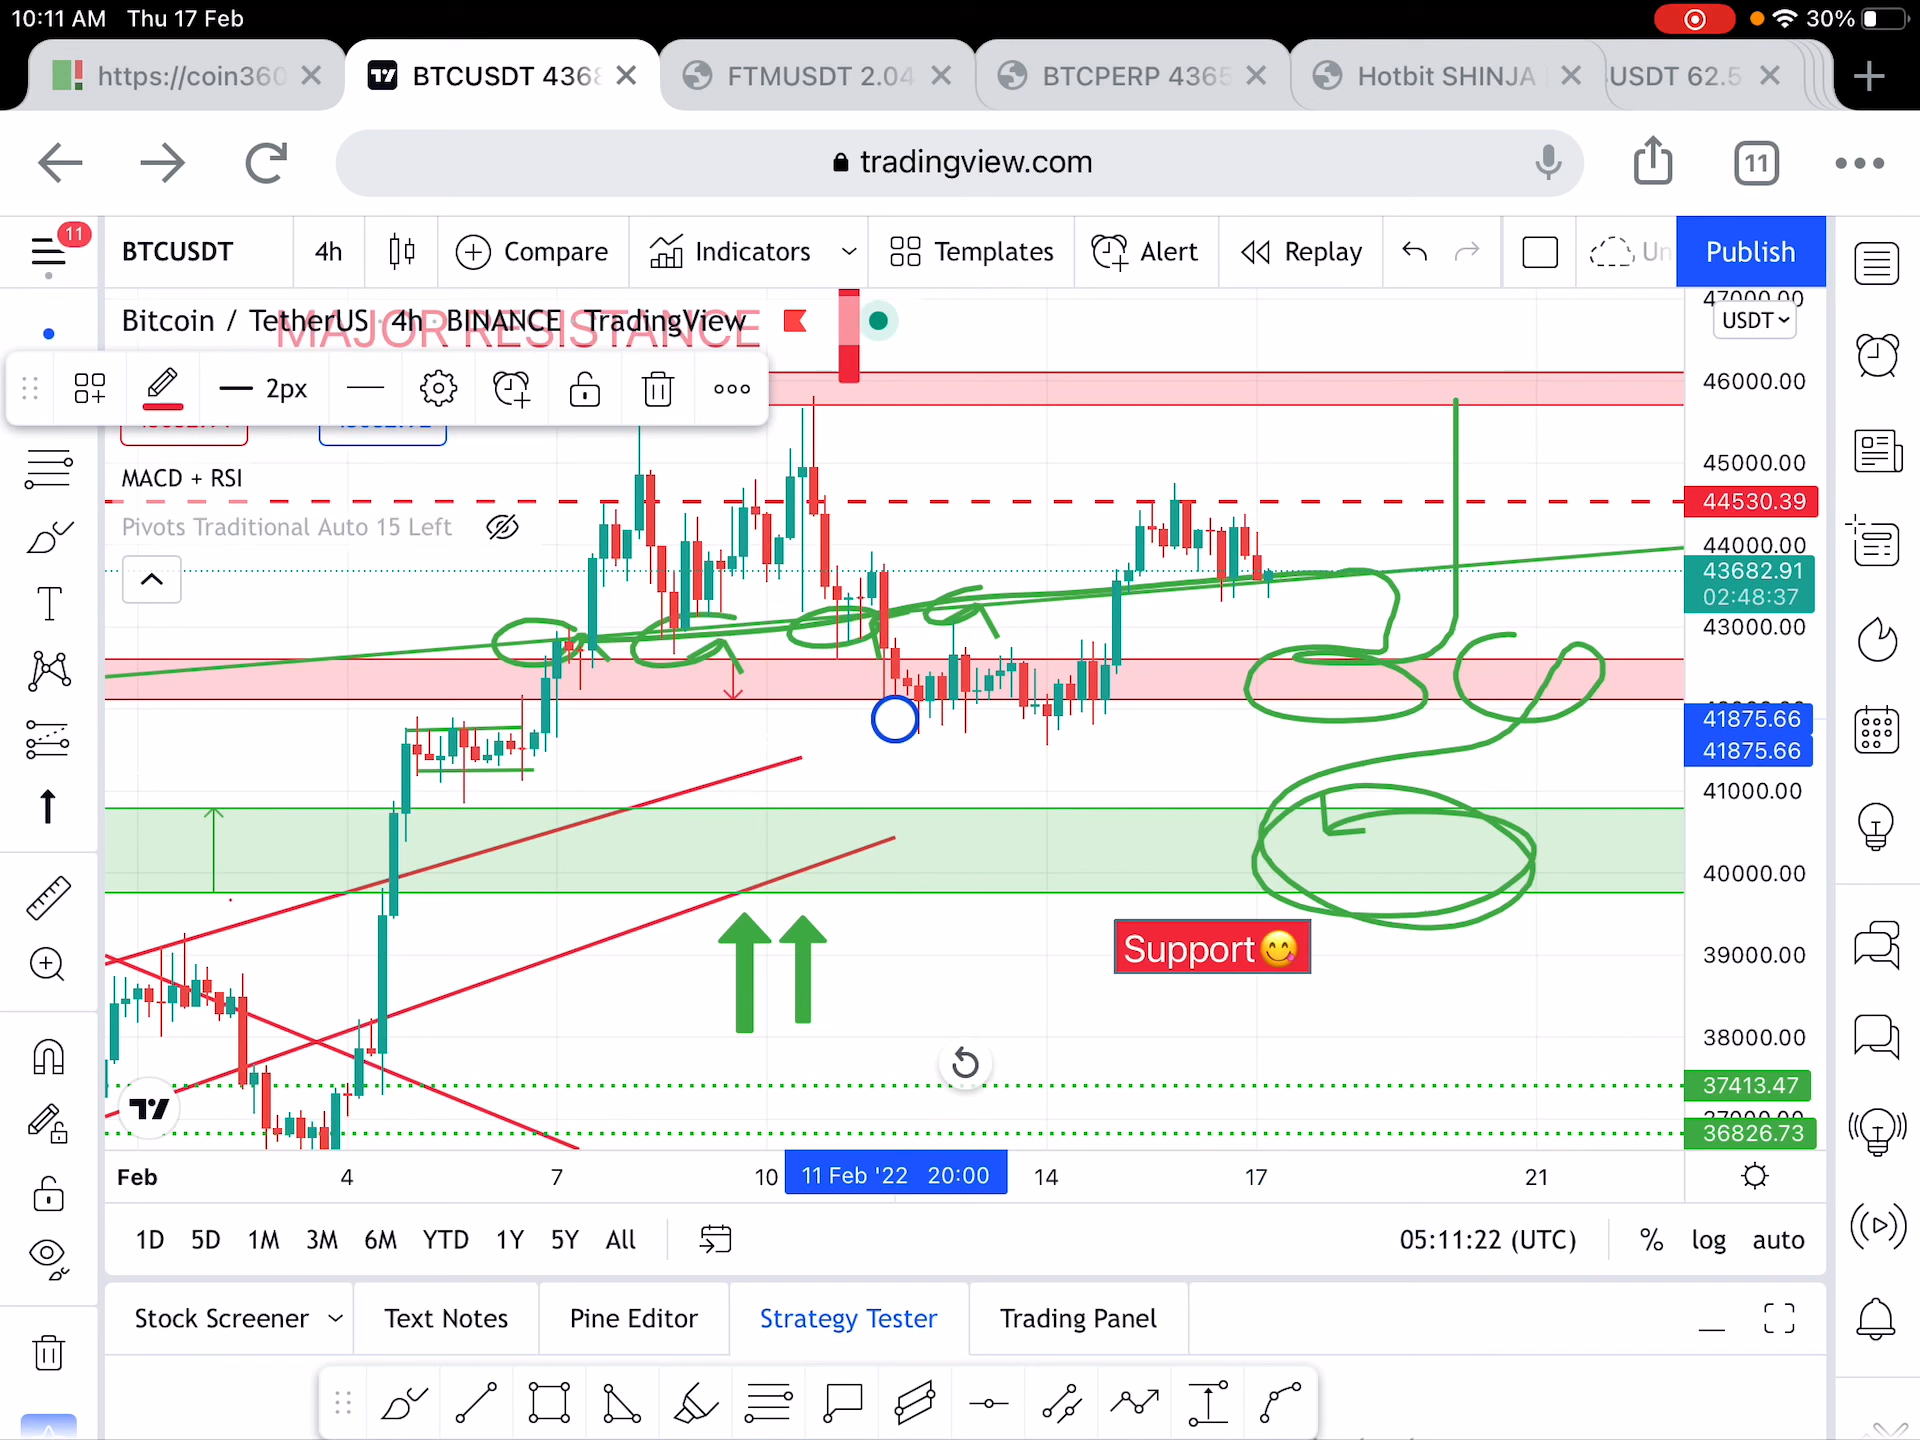 10:11 AM Thu 17 Feb
30%
https://coin360
BTCUSDT 436
FTMUSDT 2.04
BTCPERP 4365
Hotbit SHINJA
USDT 62.5
tradingview.com
11
11
BTCUSDT
4h
Compare
Indicators
Templates
Alert
Replay
Un
Publish
MAJOR RESISTANCE
Bitcoin / TetherUS 4h BINANCE TradingView
47000.00
USDT
2px
46000.00
MACD + RSI
45000.00
44530.39
Pivots Traditional Auto 15 Left
44000.00
43682.91
02:48:37
43000.00
41875.66
41875.66
41000.00
40000.00
Support😋
39000.00
38000.00
37413.47
37000.00
36826.73
Feb 4 7 10 11 Feb '22 20:00 14 17 21
1D 5D 1M 3M 6M YTD 1Y 5Y All
05:11:22 (UTC)
% log auto
Stock Screener
Text Notes
Pine Editor
Strategy Tester
Trading Panel